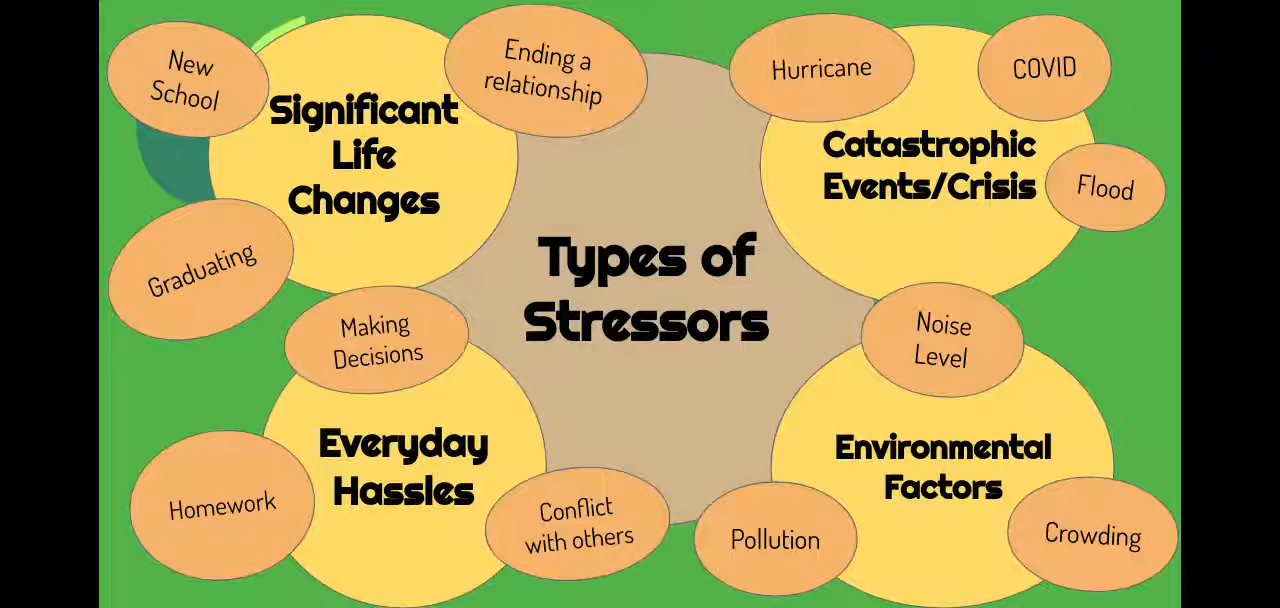 Types of
Stressors
Significant
Life
Changes
New
School
Ending a
relationship
Graduating
Catastrophic
Events/Crisis
Hurricane
COVID
Flood
Everyday
Hassles
Making
Decisions
Homework
Conflict
with others
Environmental
Factors
Noise
Level
Pollution
Crowding